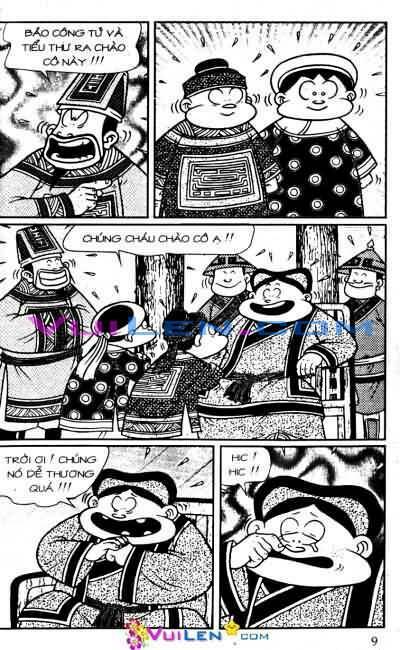 BẢO CÔNG TỬ VÀ
TIỂU THƯ RA CHÀO
CÔ NÀY !!!
CHÚNG CHÁU CHÀO CÔ Ạ !!
VUILEN.COM
TRỜI ƠI ! CHÚNG
NÓ DỄ THƯƠNG
QUÁ !!!
HIC !
HIC !!
VUILEN.COM
9